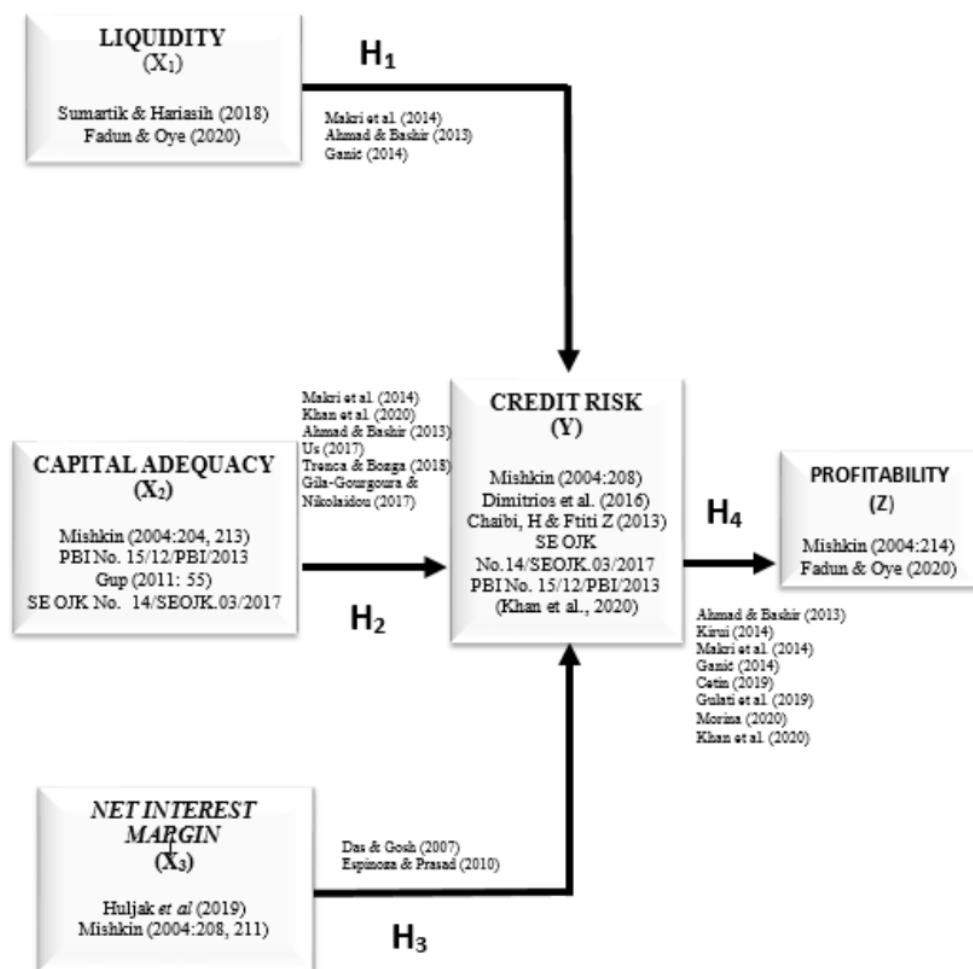 LIQUIDITY
(X₁)
Sumartik & Hariasih (2018)
Fadun & Oye (2020)
H₁
Makri et al. (2014)
Ahmad & Bashir (2013)
Ganić (2014)
CAPITAL ADEQUACY
(X₂)
Mishkin (2004:204, 213)
PBI No. 15/12/PBI/2013
Gup (2011: 55)
SE OJK No. 14/SEOJK.03/2017
Makri et al. (2014)
Khan et al. (2020)
Ahmad & Bashir (2013)
Us (2017)
Trenca & Bozga (2018)
Gila-Gourgoura &
Nikolaidou (2017)
H₂
CREDIT RISK
(Y)
Mishkin (2004:208)
Dimitrios et al. (2016)
Chaibi, H & Ftiti Z (2013)
SE OJK
No.14/SEOJK.03/2017
PBI No. 15/12/PBI/2013
(Khan et al., 2020)
H₄
Ahmad & Bashir (2013)
Kirui (2014)
Makri et al. (2014)
Ganić (2014)
Cetin (2019)
Gulati et al. (2019)
Morina (2020)
Khan et al. (2020)
PROFITABILITY
(Z)
Mishkin (2004:214)
Fadun & Oye (2020)
NET INTEREST
MARGIN
(X₃)
Huljak et al (2019)
Mishkin (2004:208, 211)
Das & Gosh (2007)
Espinoza & Prasad (2010)
H₃